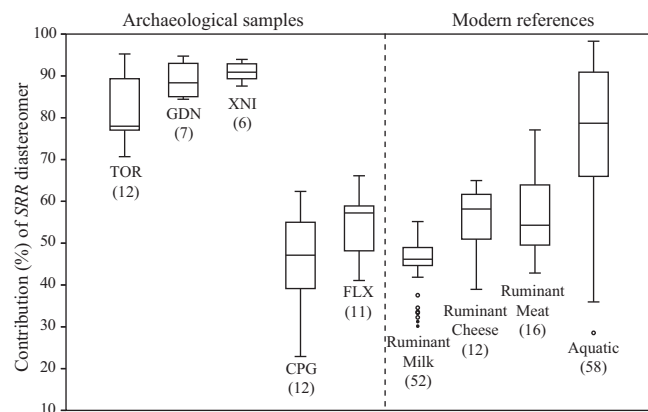 Archaeological samples
Modern references
Contribution (%) of SRR diastereomer
100
90
80
70
60
50
40
30
20
10
TOR
(12)
GDN
(7)
XNI
(6)
CPG
(12)
FLX
(11)
Ruminant
Milk
(52)
Ruminant
Cheese
(12)
Ruminant
Meat
(16)
Aquatic
(58)